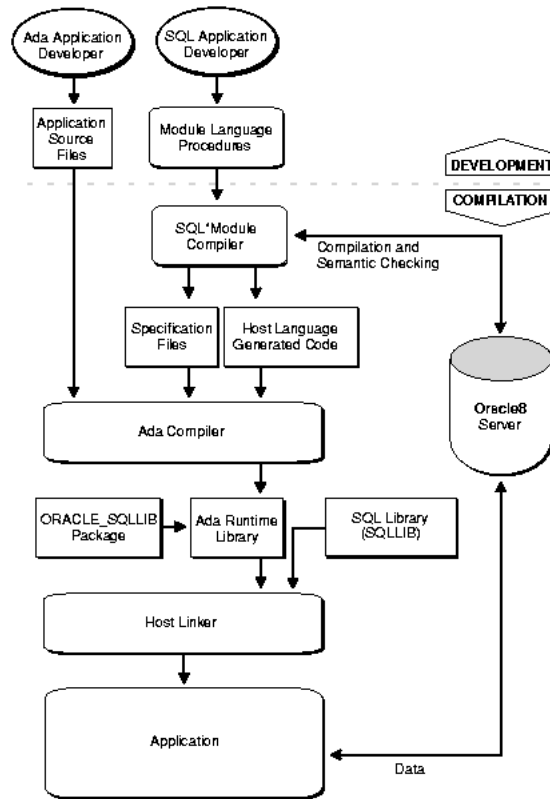 Ada Application
Developer
SQL Application
Developer
Application
Source
Files
Module Language
Procedures
DEVELOPMENT
COMPILATION
SQL*Module
Compiler
Compilation and
Semantic Checking
Specification
Files
Host Language
Generated Code
Oracle8
Server
Ada Compiler
ORACLE_SQLLIB
Package
Ada Runtime
Library
SQL Library
(SQLLIB)
Host Linker
Application
Data